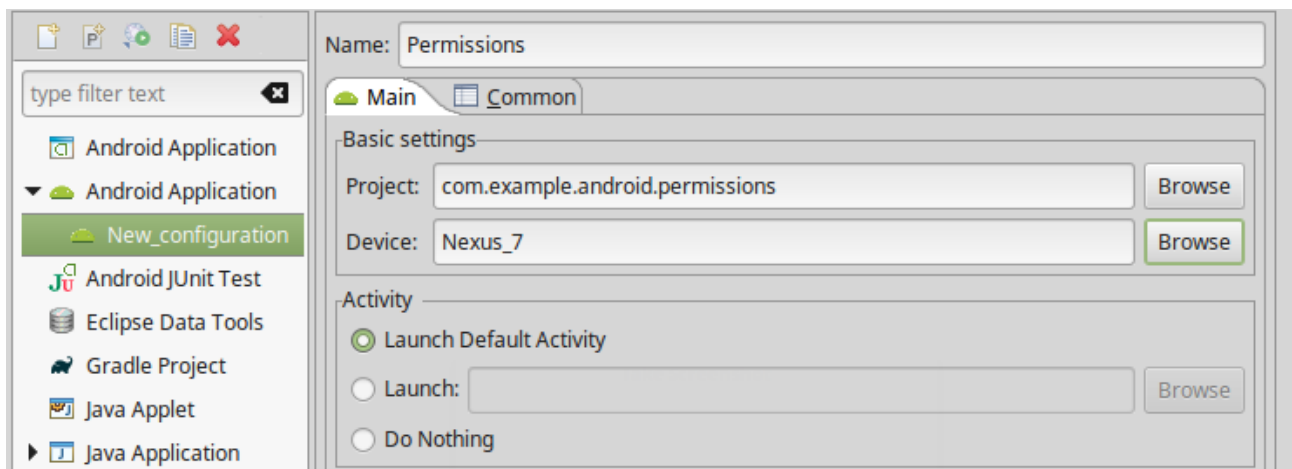 Name: Permissions
type filter text
Main
Common
Android Application
Android Application
New_configuration
Android JUnit Test
Eclipse Data Tools
Gradle Project
Java Applet
Java Application
Basic settings
Project: com.example.android.permissions Browse
Device: Nexus_7 Browse
Activity
Launch Default Activity
Launch: Browse
Do Nothing